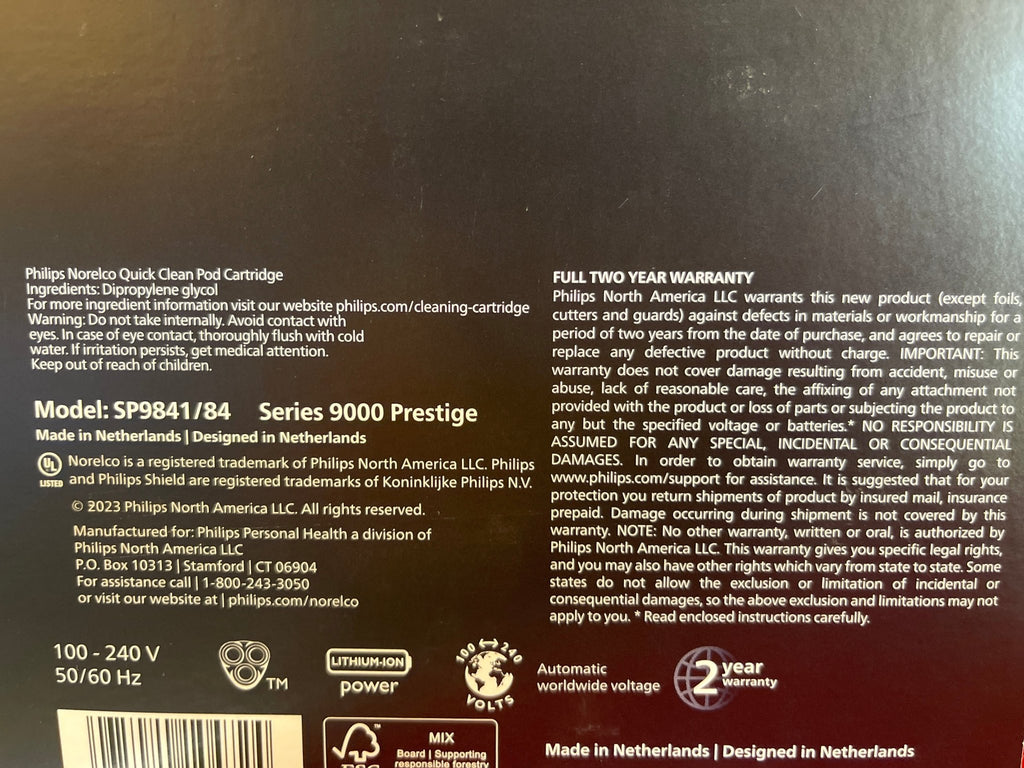 Philips Norelco Quick Clean Pod Cartridge
Ingredients: Dipropylene glycol
For more ingredient information visit our website philips.com/cleaning-cartridge
Warning: Do not take internally. Avoid contact with
eyes. In case of eye contact, thoroughly flush with cold
water. If irritation persists, get medical attention.
Keep out of reach of children.
Model: SP9841/84 Series 9000 Prestige
Made in Netherlands | Designed in Netherlands
UL
LISTED
Norelco is a registered trademark of Philips North America LLC. Philips
and Philips Shield are registered trademarks of Koninklijke Philips N.V.
© 2023 Philips North America LLC. All rights reserved.
Manufactured for: Philips Personal Health a division of
Philips North America LLC
P.O. Box 10313 | Stamford | CT 06904
For assistance call | 1-800-243-3050
or visit our website at | philips.com/norelco
FULL TWO YEAR WARRANTY
Philips North America LLC warrants this new product (except foils,
cutters and guards) against defects in materials or workmanship for a
period of two years from the date of purchase, and agrees to repair or
replace any defective product without charge. IMPORTANT: This
warranty does not cover damage resulting from accident, misuse or
abuse, lack of reasonable care, the affixing of any attachment not
provided with the product or loss of parts or subjecting the product to
any but the specified voltage or batteries.* NO RESPONSIBILITY IS
ASSUMED FOR ANY SPECIAL, INCIDENTAL OR CONSEQUENTIAL
DAMAGES. In order to obtain warranty service, simply go to
www.philips.com/support for assistance. It is suggested that for your
protection you return shipments of product by insured mail, insurance
prepaid. Damage occurring during shipment is not covered by this
warranty. NOTE: No other warranty, written or oral, is authorized by
Philips North America LLC. This warranty gives you specific legal rights,
and you may also have other rights which vary from state to state. Some
states do not allow the exclusion or limitation of incidental or
consequential damages, so the above exclusion and limitations may not
apply to you. * Read enclosed instructions carefully.
100 - 240 V
50/60 Hz
TM
LITHIUM-ION
power
100 ↔ 240
VOLTS
Automatic
worldwide voltage
2 year
warranty
FSC
MIX
Board | Supporting
responsible forestry
Made in Netherlands | Designed in Netherlands